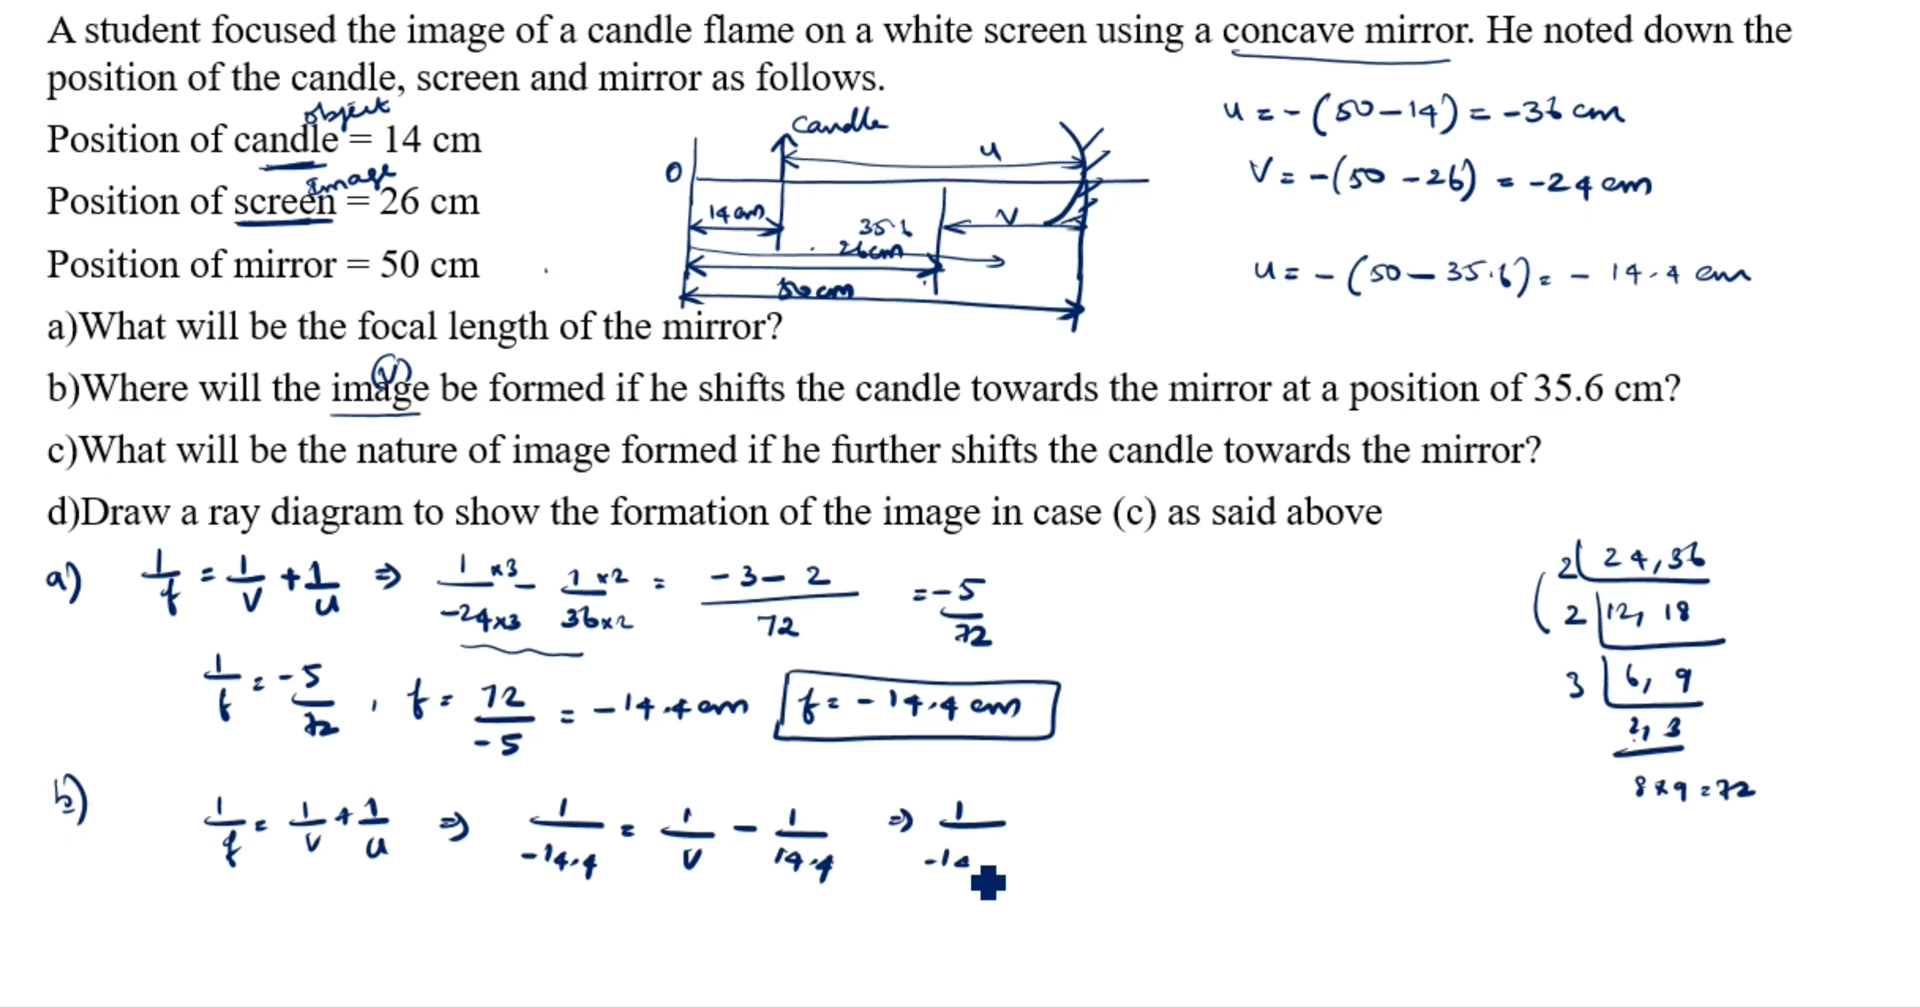 A student focused the image of a candle flame on a white screen using a concave mirror. He noted down the
position of the candle, screen and mirror as follows.
object
Position of candle = 14 cm
image
Position of screen = 26 cm
Position of mirror = 50 cm
candle
u
0
14 cm
35.6
v
26cm
50 cm
u = -(50-14) = -36 cm
V = -(50-26) = -24 cm
u = -(50-35.6) = -14.4 cm
a)What will be the focal length of the mirror?
(v)
b)Where will the image be formed if he shifts the candle towards the mirror at a position of 35.6 cm?
c)What will be the nature of image formed if he further shifts the candle towards the mirror?
d)Draw a ray diagram to show the formation of the image in case (c) as said above
a) 1/f = 1/v + 1/u ⇒ 1×3/-24×3 - 1×2/36×2 = -3-2/72 = -5/72
1/f = -5/72, f = 72/-5 = -14.4 cm f = -14.4 cm
b) 1/f = 1/v + 1/u ⇒ 1/-14.4 = 1/v - 1/14.4 ⇒ 1/-14
2 24, 36
2 12, 18
3 6, 9
2, 3
8×9=72